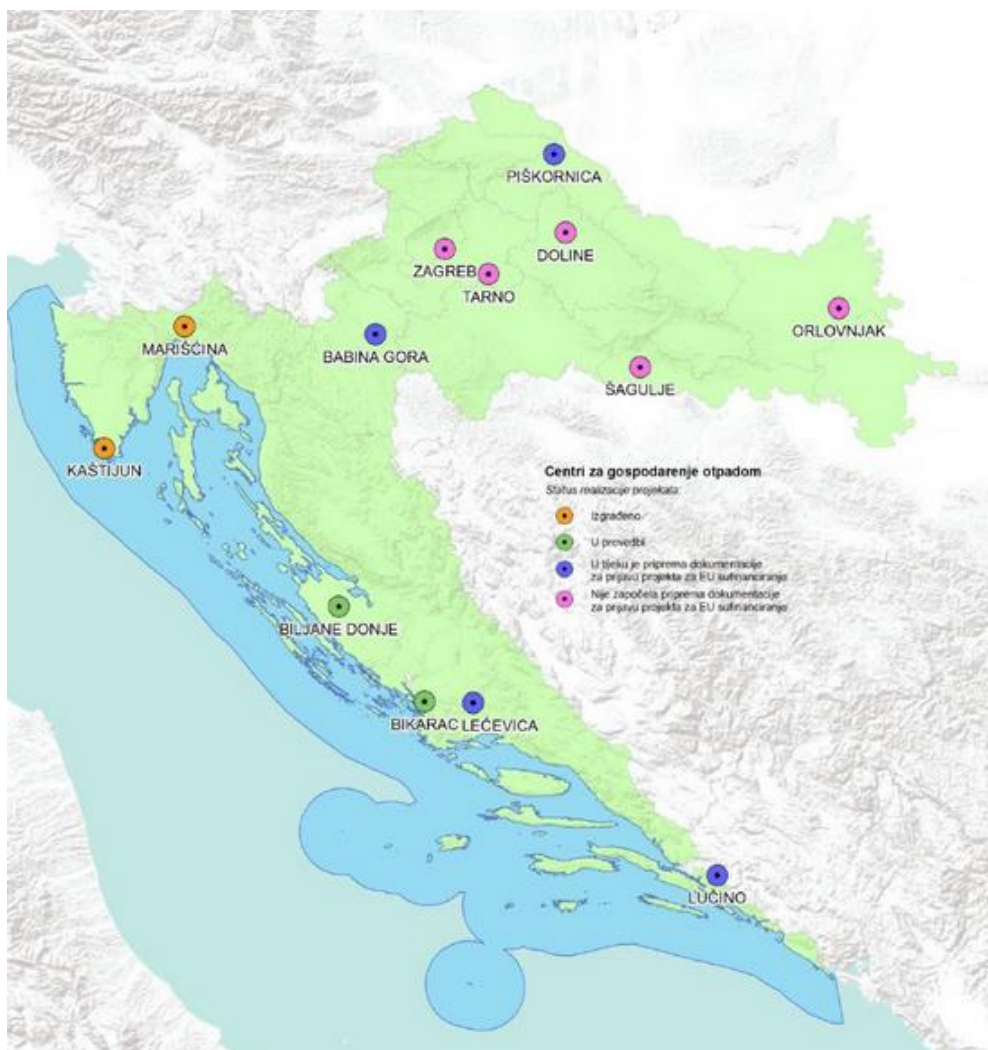 PIŠKORNICA
DOLINE
ZAGREB
TARNO
ORLOVNJAK
MARIŠĆINA
BABINA GORA
ŠAGULJE
KAŠTIJUN
Centri za gospodarenje otpadom
Status realizacije projekata:
Izgrađeno
U provedbi
U tijeku je priprema dokumentacije
za prijavu projekta za EU sufinanciranje
Nije započela priprema dokumentacije
za prijavu projekta za EU sufinanciranje
BILJANE DONJE
BIKARAC
LEĆEVICA
LUČINO